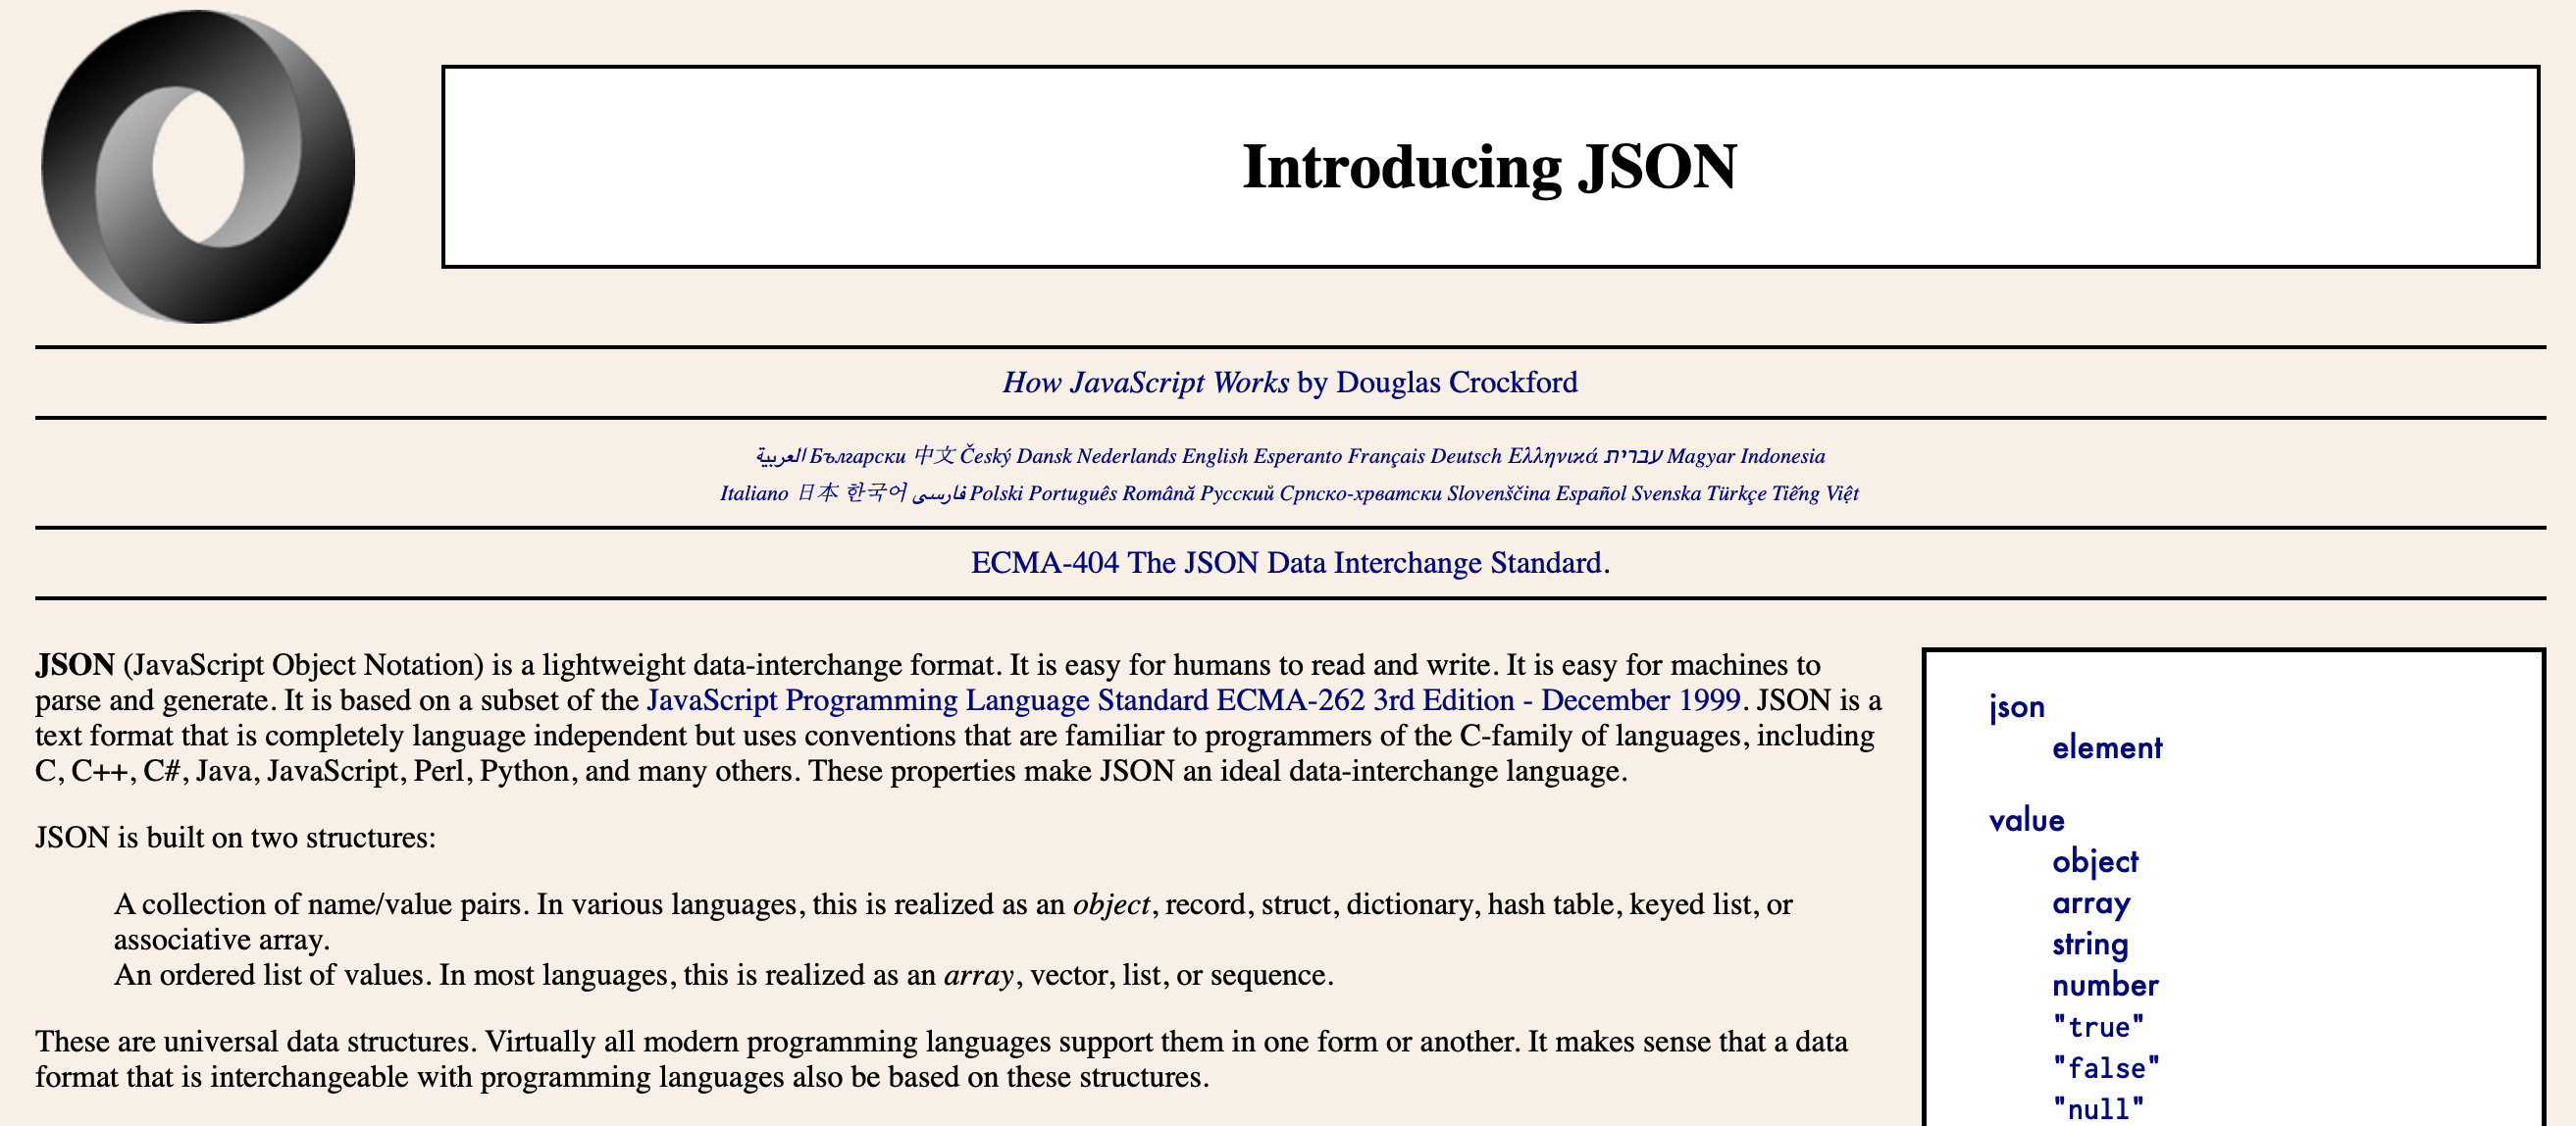 Introducing JSON
How JavaScript Works by Douglas Crockford
العربية Български 中文 Český Dansk Nederlands English Esperanto Français Deutsch Ελληνικά עברית Magyar Indonesia
Italiano 日本 한국어 فارسی Polski Português Română Русский Српско-хрватски Slovenščina Español Svenska Türkçe Tiếng Việt
ECMA-404 The JSON Data Interchange Standard.
JSON (JavaScript Object Notation) is a lightweight data-interchange format. It is easy for humans to read and write. It is easy for machines to
parse and generate. It is based on a subset of the JavaScript Programming Language Standard ECMA-262 3rd Edition - December 1999. JSON is a
text format that is completely language independent but uses conventions that are familiar to programmers of the C-family of languages, including
C, C++, C#, Java, JavaScript, Perl, Python, and many others. These properties make JSON an ideal data-interchange language.
JSON is built on two structures:
A collection of name/value pairs. In various languages, this is realized as an object, record, struct, dictionary, hash table, keyed list, or
associative array.
An ordered list of values. In most languages, this is realized as an array, vector, list, or sequence.
These are universal data structures. Virtually all modern programming languages support them in one form or another. It makes sense that a data
format that is interchangeable with programming languages also be based on these structures.
json
element
value
object
array
string
number
"true"
"false"
"null"